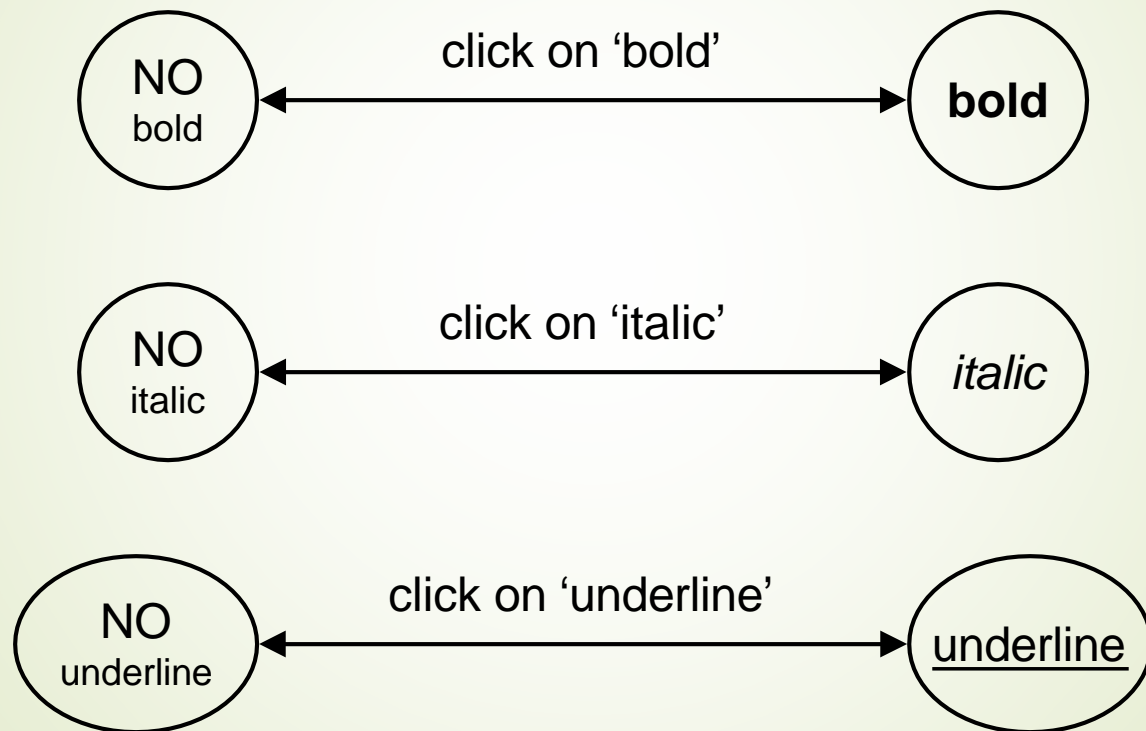 click on ‘bold’
NO
bold
bold
click on ‘italic’
NO
italic
italic
click on ‘underline’
NO
underline
underline